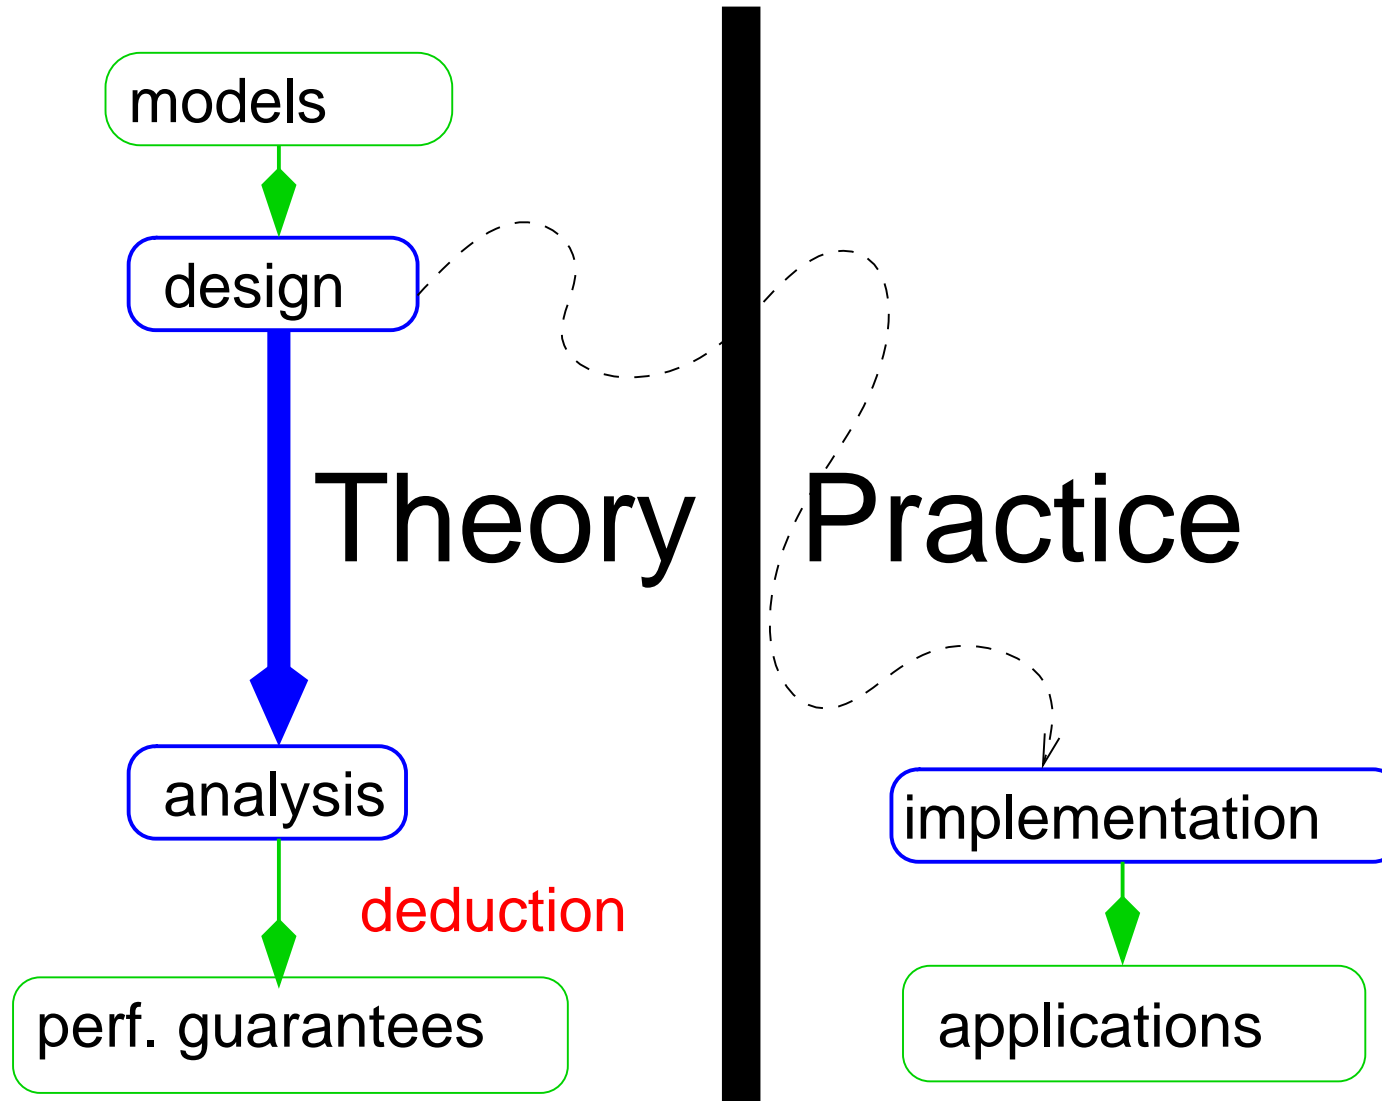 models
design
Theory
Practice
analysis
implementation
deduction
perf. guarantees
applications